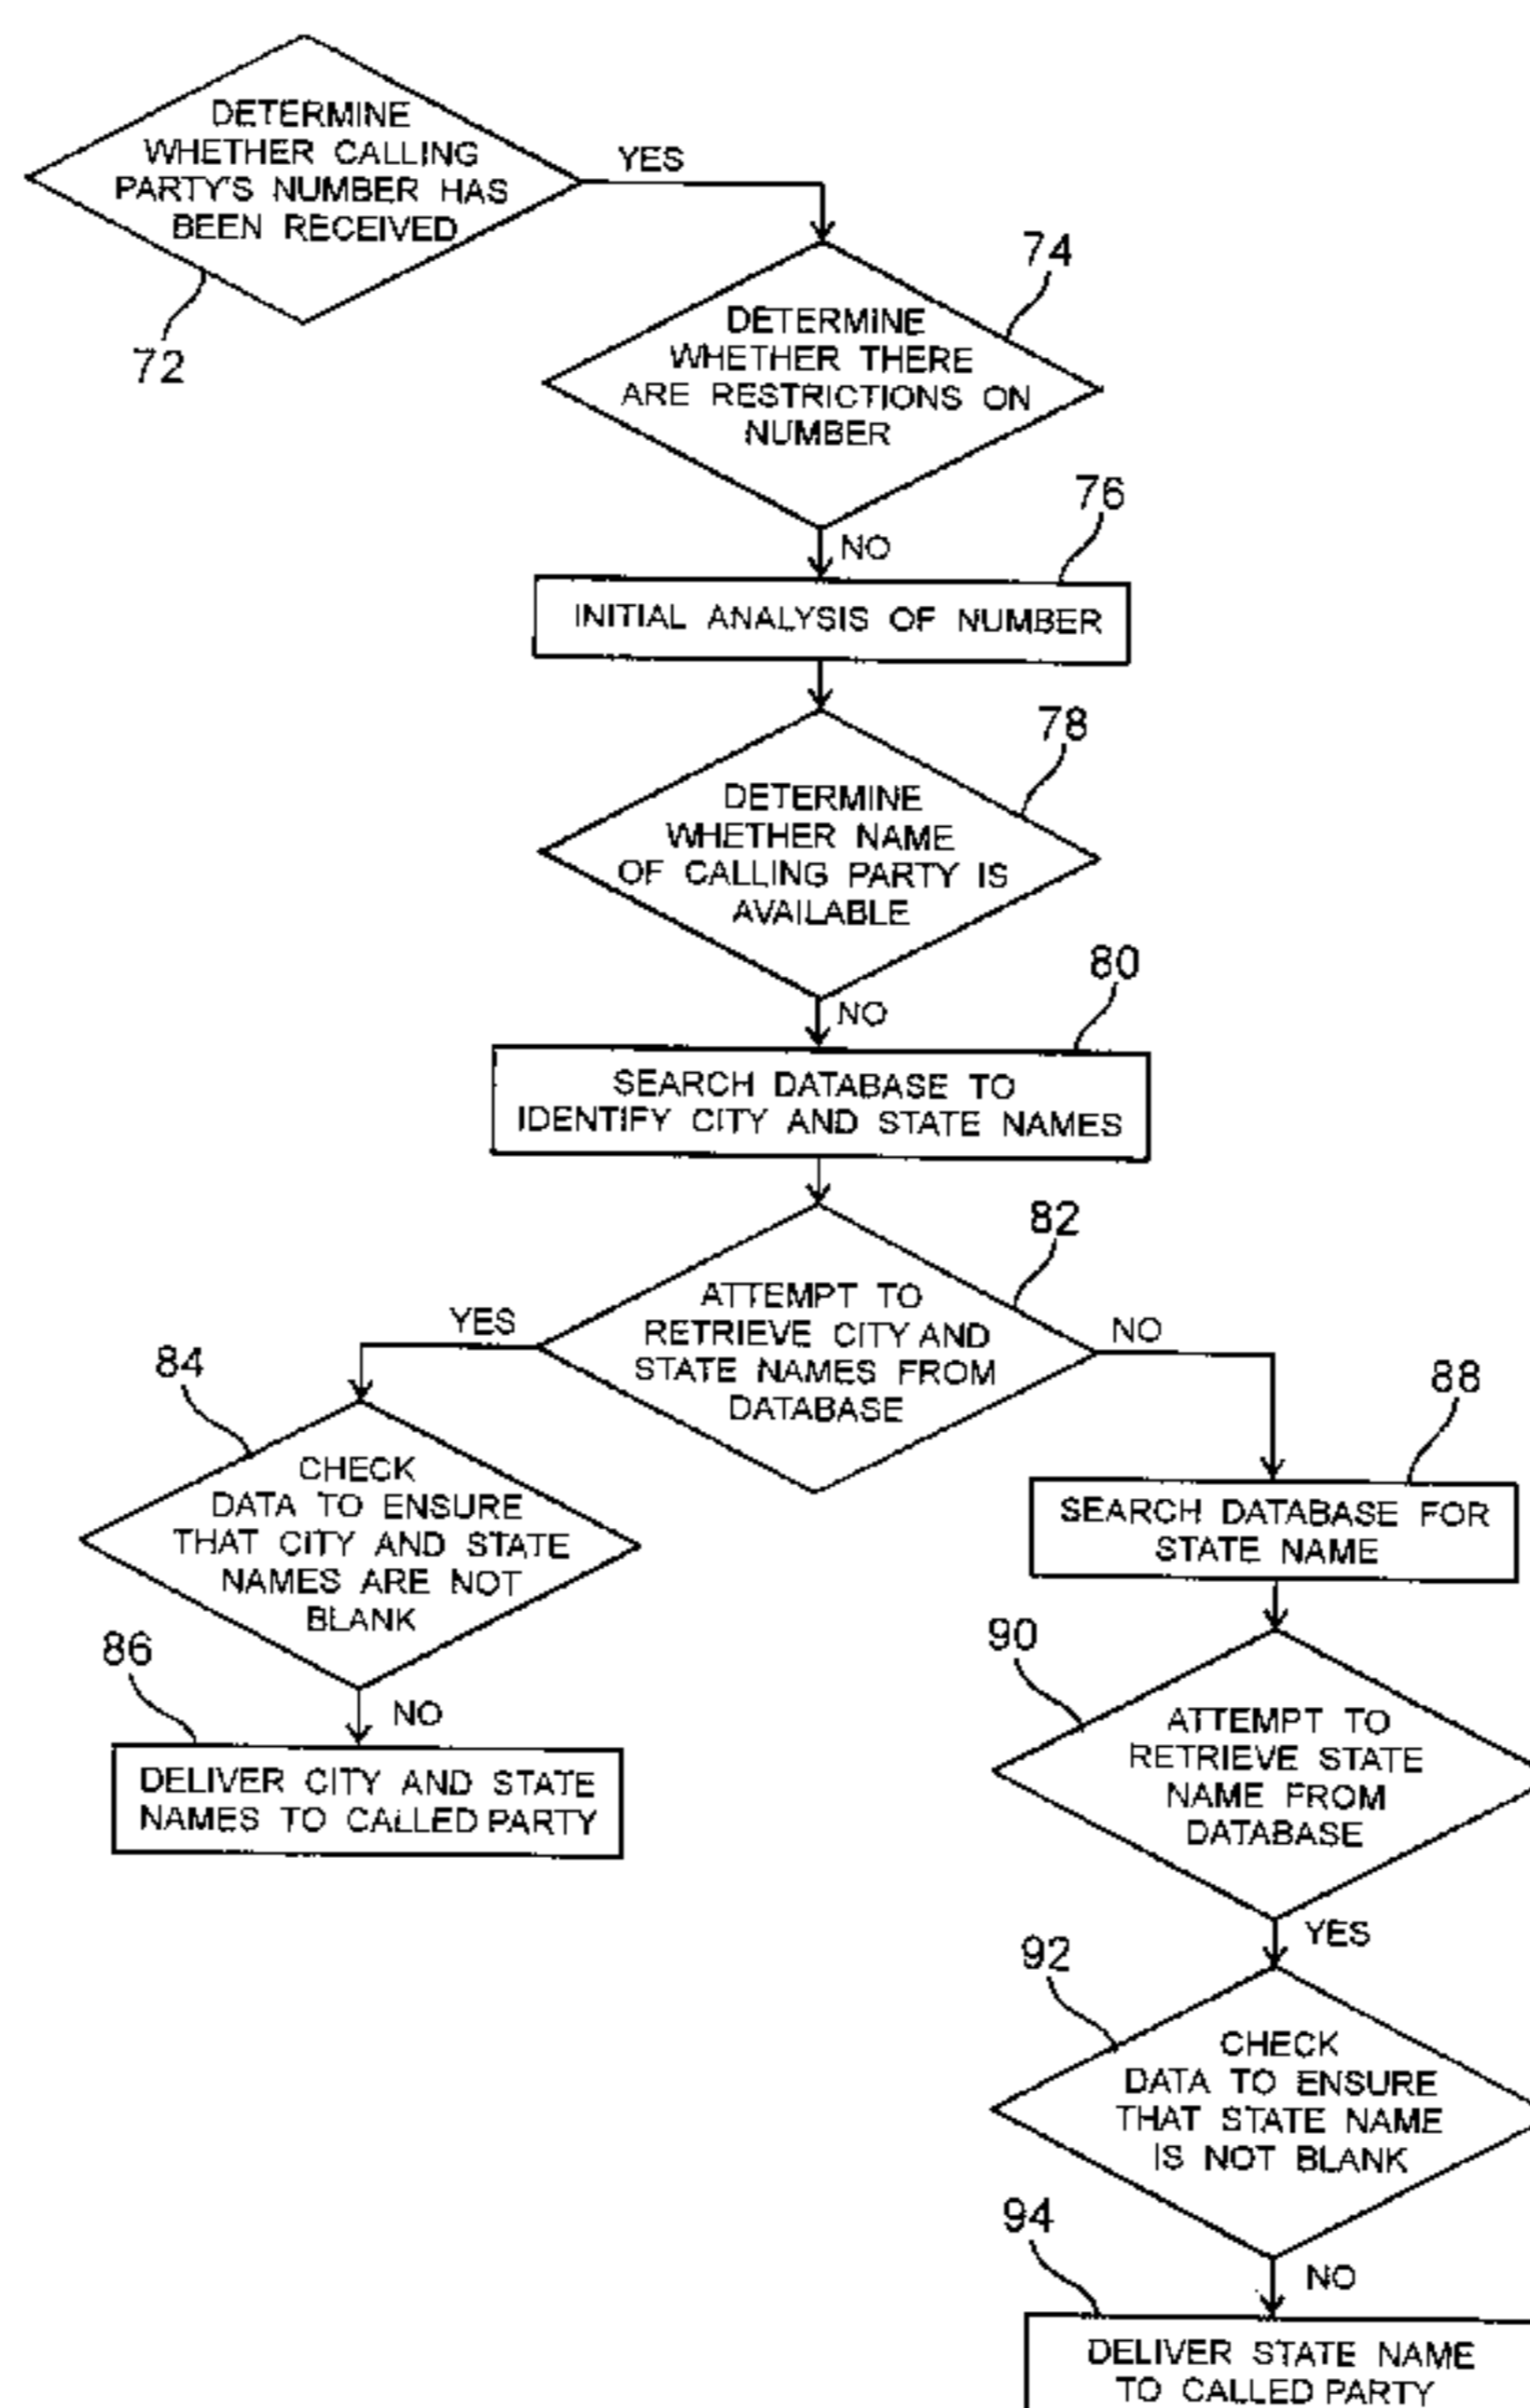 DETERMINE
WHETHER CALLING
PARTY'S NUMBER HAS
BEEN RECEIVED
YES
72
74
DETERMINE
WHETHER THERE
ARE RESTRICTIONS ON
NUMBER
NO
76
INITIAL ANALYSIS OF NUMBER
78
DETERMINE
WHETHER NAME
OF CALLING PARTY IS
AVAILABLE
NO
80
SEARCH DATABASE TO
IDENTIFY CITY AND STATE NAMES
82
ATTEMPT TO
RETRIEVE CITY AND
STATE NAMES FROM
DATABASE
YES
NO
84
CHECK
DATA TO ENSURE
THAT CITY AND STATE
NAMES ARE NOT
BLANK
NO
86
DELIVER CITY AND STATE
NAMES TO CALLED PARTY
88
SEARCH DATABASE FOR
STATE NAME
90
ATTEMPT TO
RETRIEVE STATE
NAME FROM
DATABASE
YES
92
CHECK
DATA TO ENSURE
THAT STATE NAME
IS NOT BLANK
NO
94
DELIVER STATE NAME
TO CALLED PARTY